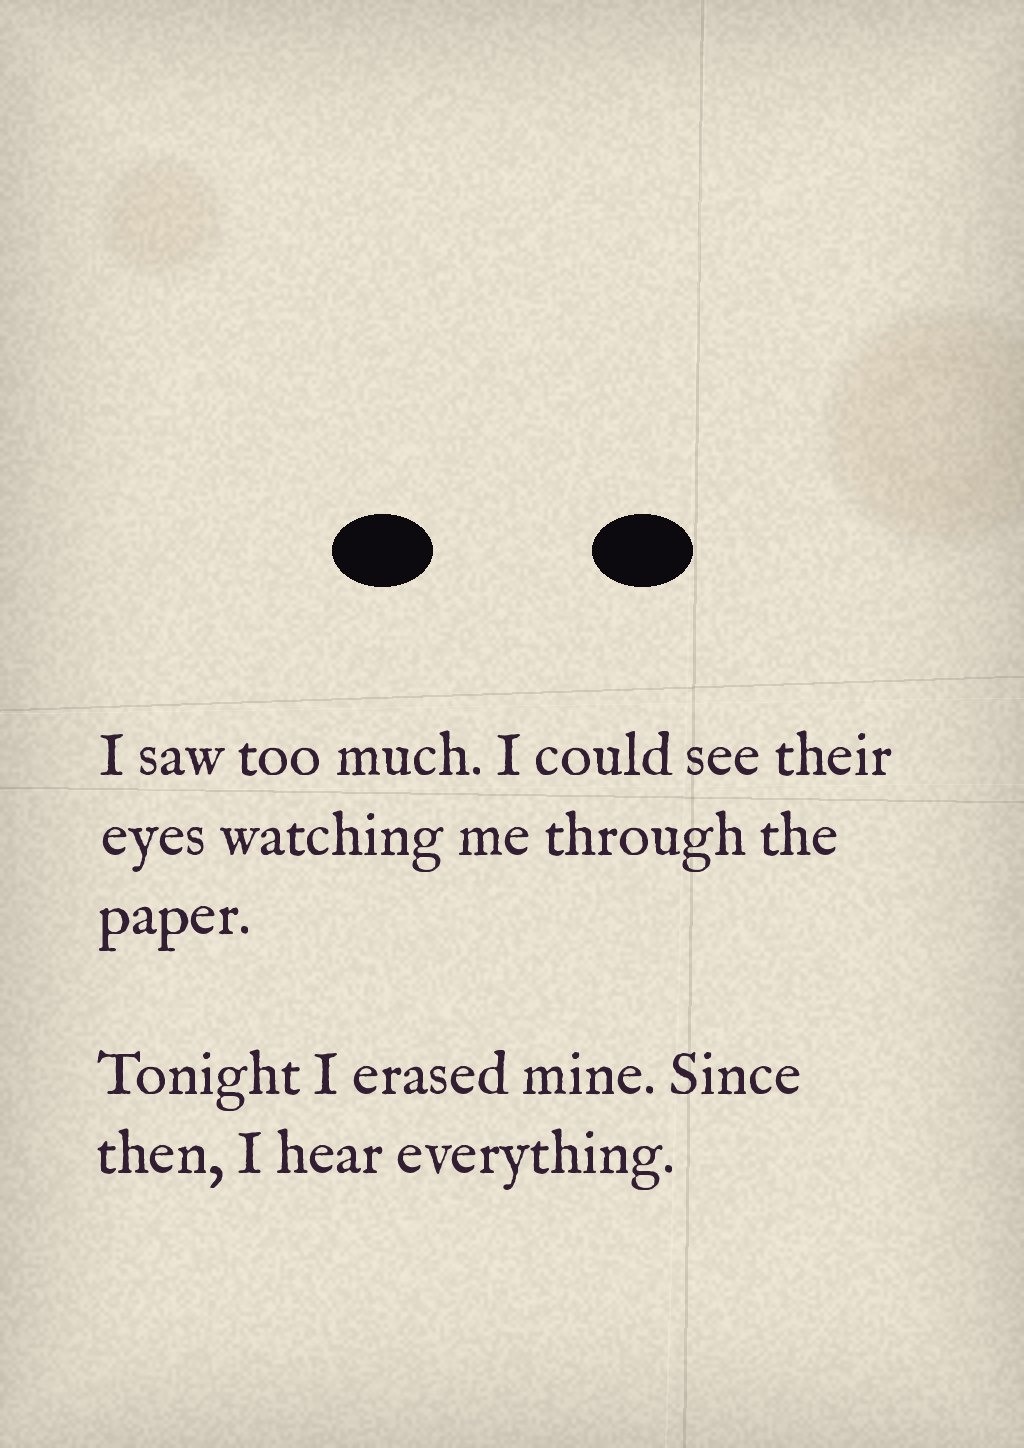 I saw too much. I could see their
eyes watching me through the
paper.
Tonight I erased mine. Since
then, I hear everything.